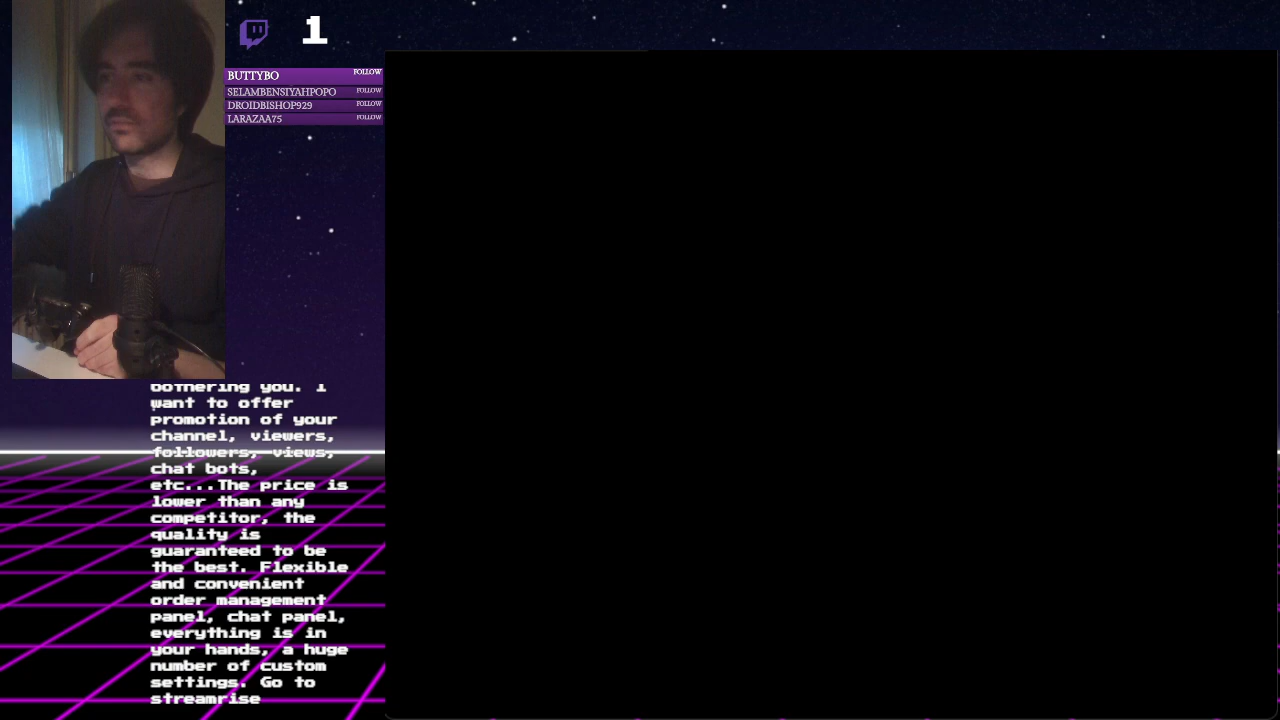 1
BUTTYBO FOLLOW
SELAMBENSIYAHPOPO FOLLOW
DROIDBISHOP929 FOLLOW
LARAZAA75 FOLLOW
bothering you. I
want to offer
promotion of your
channel, viewers,
followers, views,
chat bots,
etc...The price is
lower than any
competitor, the
quality is
guaranteed to be
the best. Flexible
and convenient
order management
panel, chat panel,
everything is in
your hands, a huge
number of custom
settings. Go to
streamrise